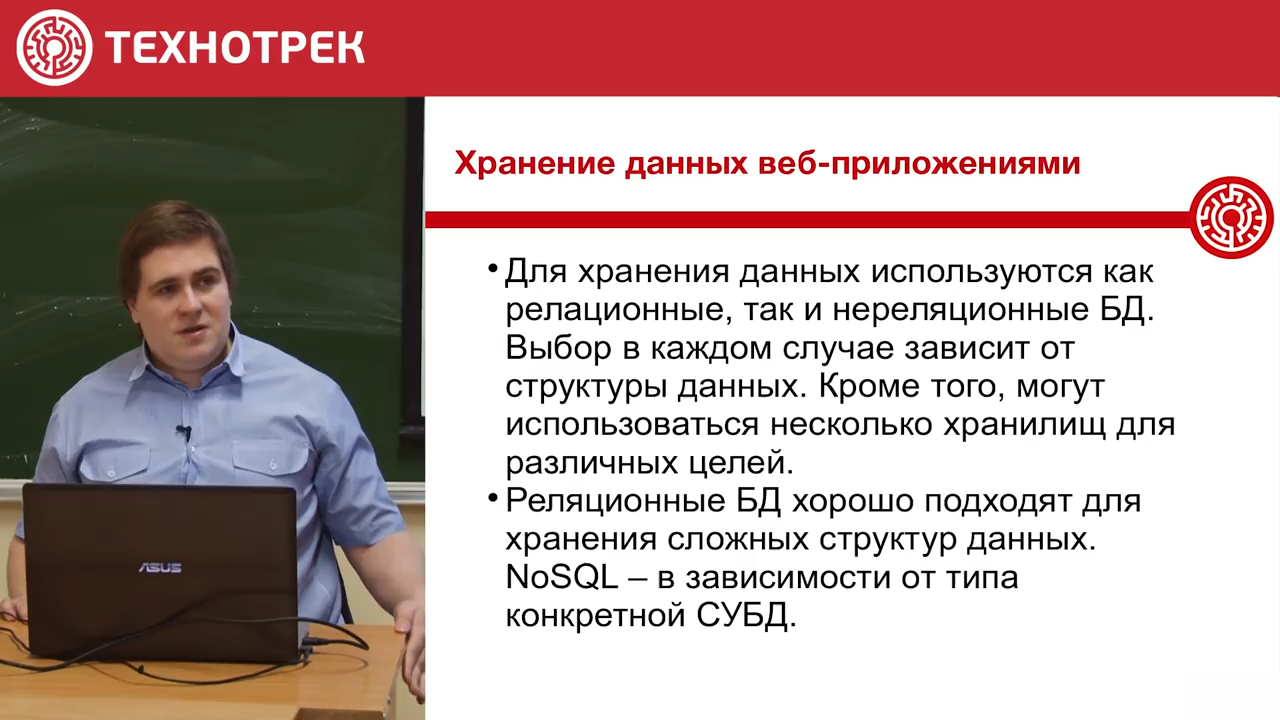 ТЕХНОТРЕК
Хранение данных веб-приложениями
• Для хранения данных используются как
релационные, так и нереляционные БД.
Выбор в каждом случае зависит от
структуры данных. Кроме того, могут
использоваться несколько хранилищ для
различных целей.
• Реляционные БД хорошо подходят для
хранения сложных структур данных.
NoSQL – в зависимости от типа
конкретной СУБД.
ASUS